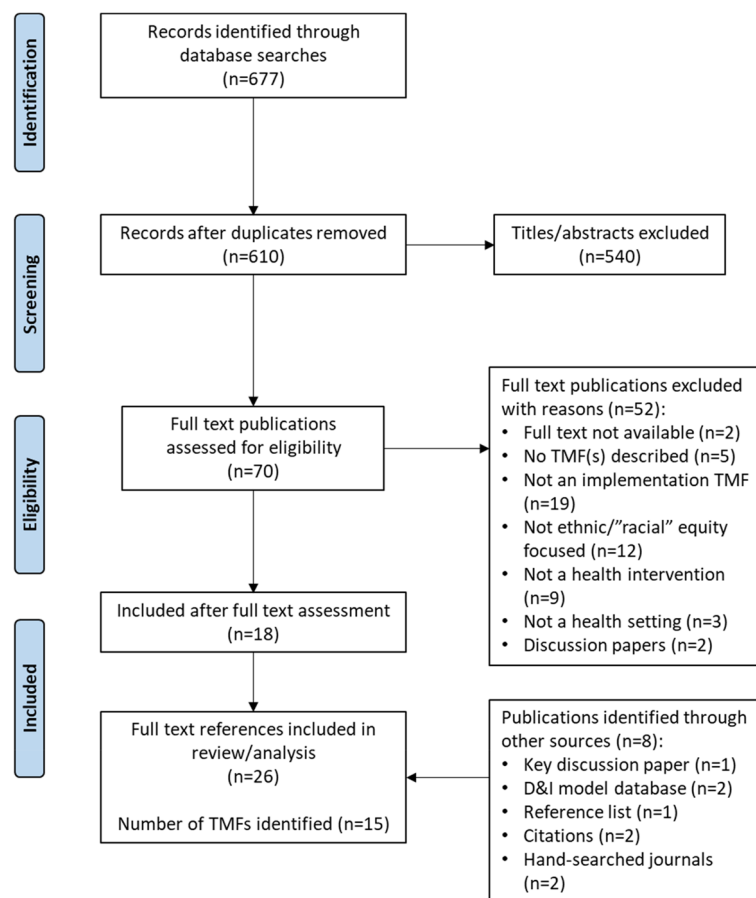 Identification
Records identified through
database searches
(n=677)
Screening
Records after duplicates removed
(n=610)
Titles/abstracts excluded
(n=540)
Eligibility
Full text publications
assessed for eligibility
(n=70)
Full text publications excluded
with reasons (n=52):
• Full text not available (n=2)
• No TMF(s) described (n=5)
• Not an implementation TMF
(n=19)
• Not ethnic/”racial” equity
focused (n=12)
• Not a health intervention
(n=9)
• Not a health setting (n=3)
• Discussion papers (n=2)
Included after full text assessment
(n=18)
Included
Full text references included in
review/analysis
(n=26)
Number of TMFs identified (n=15)
Publications identified through
other sources (n=8):
• Key discussion paper (n=1)
• D&I model database (n=2)
• Reference list (n=1)
• Citations (n=2)
• Hand-searched journals
(n=2)